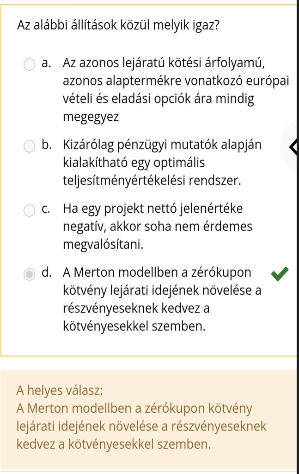 Az alábbi állítások közül melyik igaz?
a. Az azonos lejáratú kötési árfolyamú,
azonos alaptermékre vonatkozó európai
vételi és eladási opciók ára mindig
megegyez
b. Kizárólag pénzügyi mutatók alapján
kialakítható egy optimális
teljesítményértékelési rendszer.
c. Ha egy projekt nettó jelenértéke
negatív, akkor soha nem érdemes
megvalósítani.
d. A Merton modellben a zérókupon
kötvény lejárati idejének növelése a
részvényeseknek kedvez a
kötvényesekkel szemben.
A helyes válasz:
A Merton modellben a zérókupon kötvény
lejárati idejének növelése a részvényeseknek
kedvez a kötvényesekkel szemben.